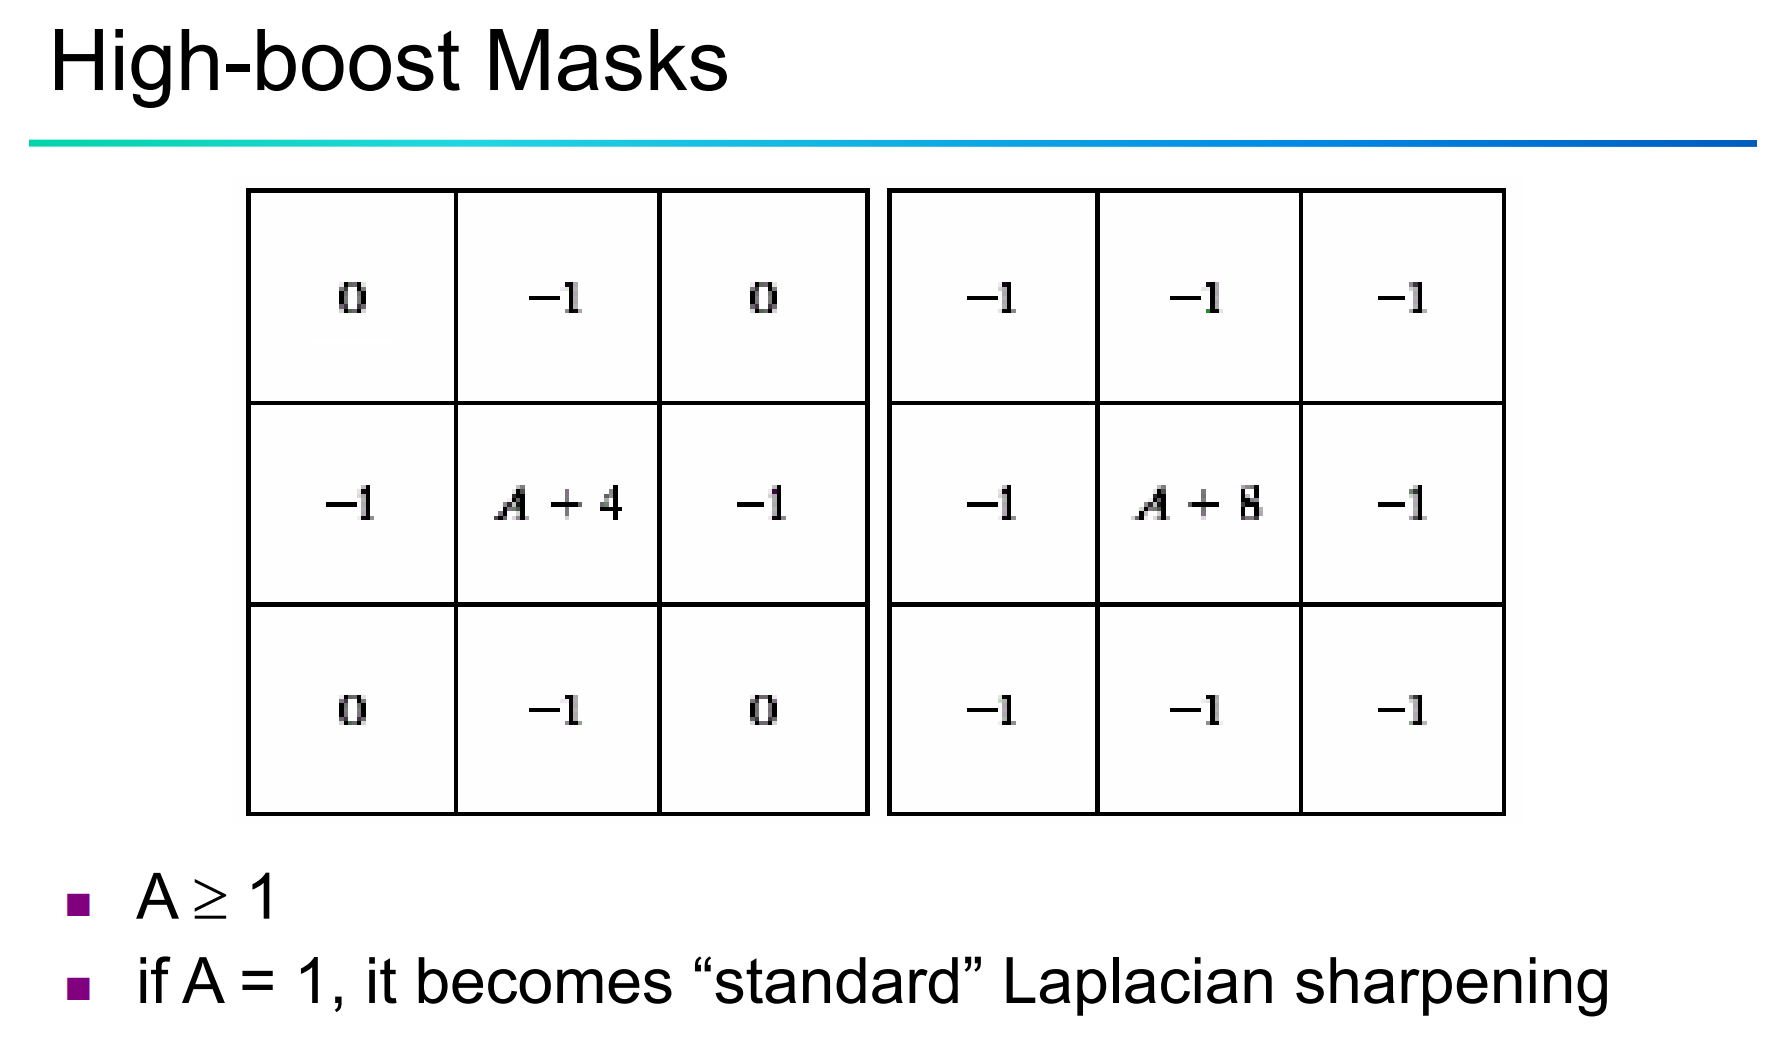 High-boost Masks
0 −1 0 −1 −1 −1
−1 A + 4 −1 −1 A + 8 −1
0 −1 0 −1 −1 −1
■ A ≥ 1
■ if A = 1, it becomes “standard” Laplacian sharpening